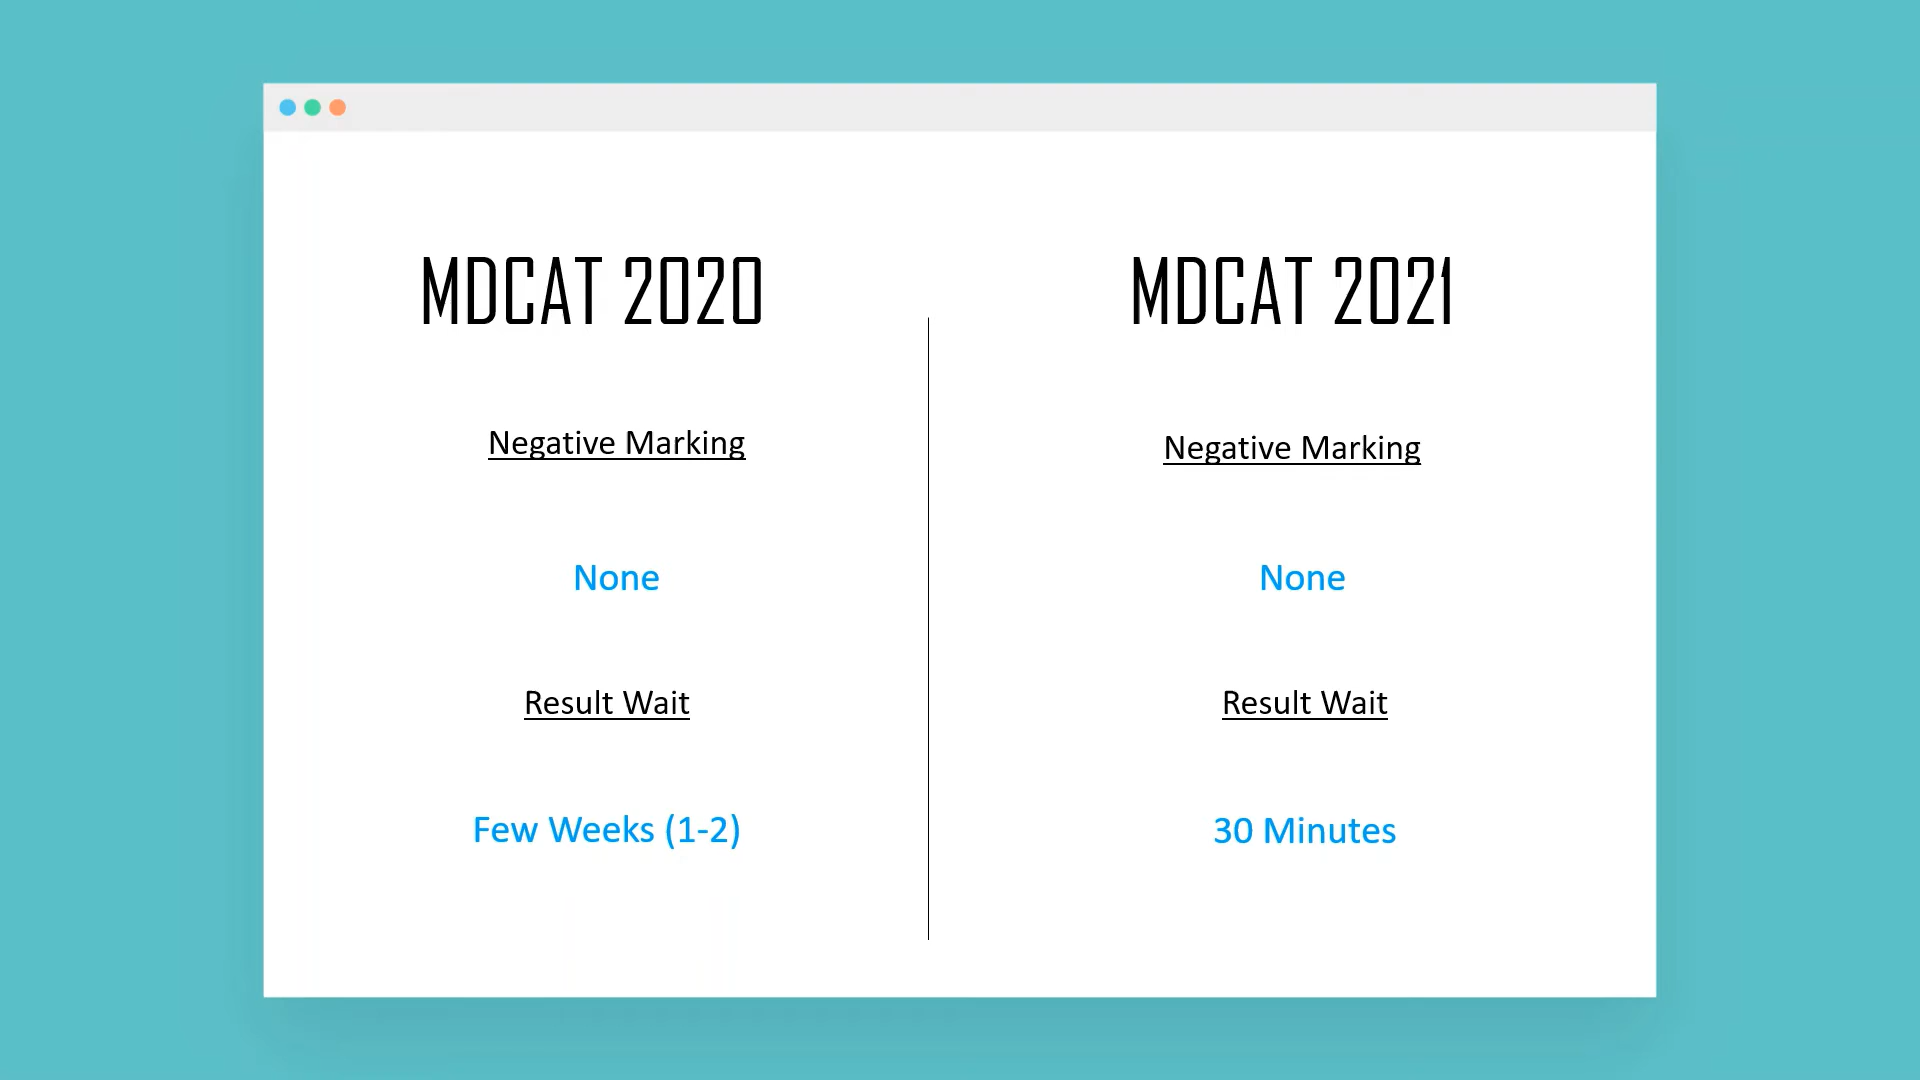 MDCAT 2020
Negative Marking
None
Result Wait
Few Weeks (1-2)
MDCAT 2021
Negative Marking
None
Result Wait
30 Minutes